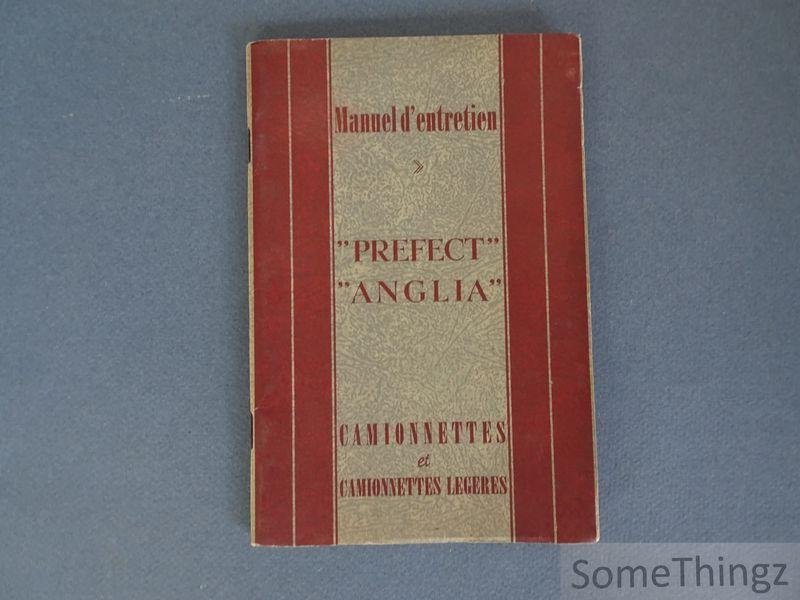 Manuel d'entretien
»
"PREFECT"
"ANGLIA"
CAMIONNETTES
et
CAMIONNETTES LEGERES
SomeThingz